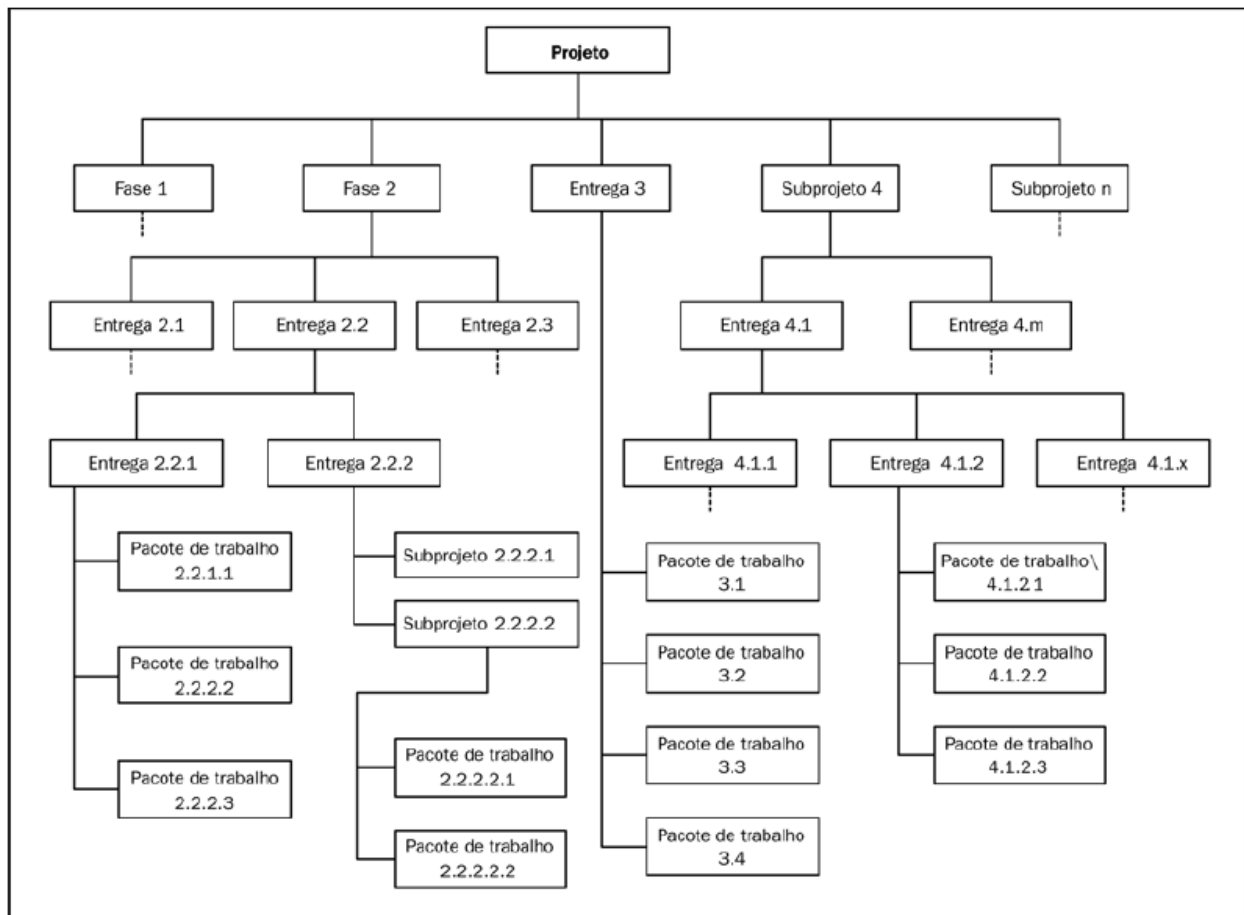 Projeto
Fase 1
Fase 2
Entrega 3
Subprojeto 4
Subprojeto n
Entrega 2.1
Entrega 2.2
Entrega 2.3
Entrega 4.1
Entrega 4.m
Entrega 2.2.1
Entrega 2.2.2
Entrega 4.1.1
Entrega 4.1.2
Entrega 4.1.x
Pacote de trabalho
2.2.1.1
Pacote de trabalho
2.2.2.2
Pacote de trabalho
2.2.2.3
Subprojeto 2.2.2.1
Subprojeto 2.2.2.2
Pacote de trabalho
2.2.2.2.1
Pacote de trabalho
2.2.2.2.2
Pacote de trabalho
3.1
Pacote de trabalho
3.2
Pacote de trabalho
3.3
Pacote de trabalho
3.4
Pacote de trabalho\
4.1.2.1
Pacote de trabalho
4.1.2.2
Pacote de trabalho
4.1.2.3